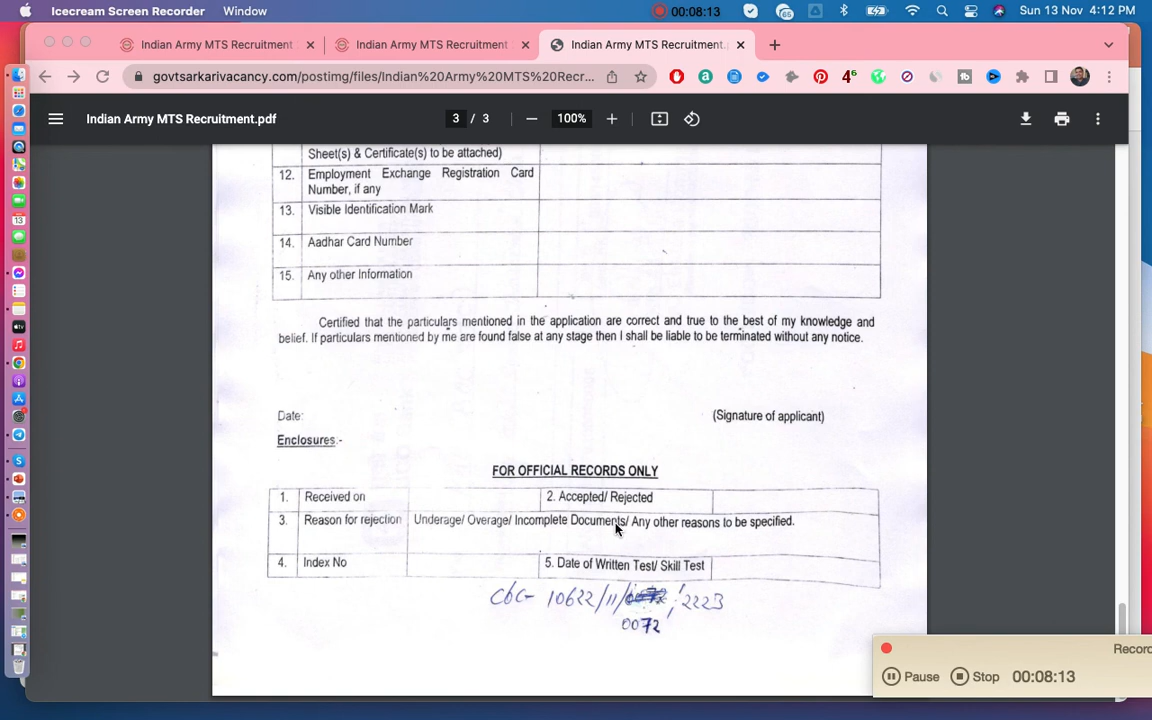 Icecream Screen Recorder Window 00:08:13 Sun 13 Nov 4:12 PM
Indian Army MTS Recruitment Indian Army MTS Recruitment Indian Army MTS Recruitment.p
govtsarkarivacancy.com/postimg/files/Indian%20Army%20MTS%20Recr...
Indian Army MTS Recruitment.pdf 3 / 3 100%
Sheet(s) & Certificate(s) to be attached)
12. Employment Exchange Registration Card
Number, if any
13. Visible Identification Mark
14. Aadhar Card Number
15. Any other Information
Certified that the particulars mentioned in the application are correct and true to the best of my knowledge and
belief. If particulars mentioned by me are found false at any stage then I shall be liable to be terminated without any notice.
Date: (Signature of applicant)
Enclosures.-
FOR OFFICIAL RECORDS ONLY
1. Received on 2. Accepted/ Rejected
3. Reason for rejection Underage/ Overage/ Incomplete Documents/ Any other reasons to be specified.
4. Index No 5. Date of Written Test/ Skill Test
CBC- 10622/11/ 2223
0072
Record
Pause Stop 00:08:13